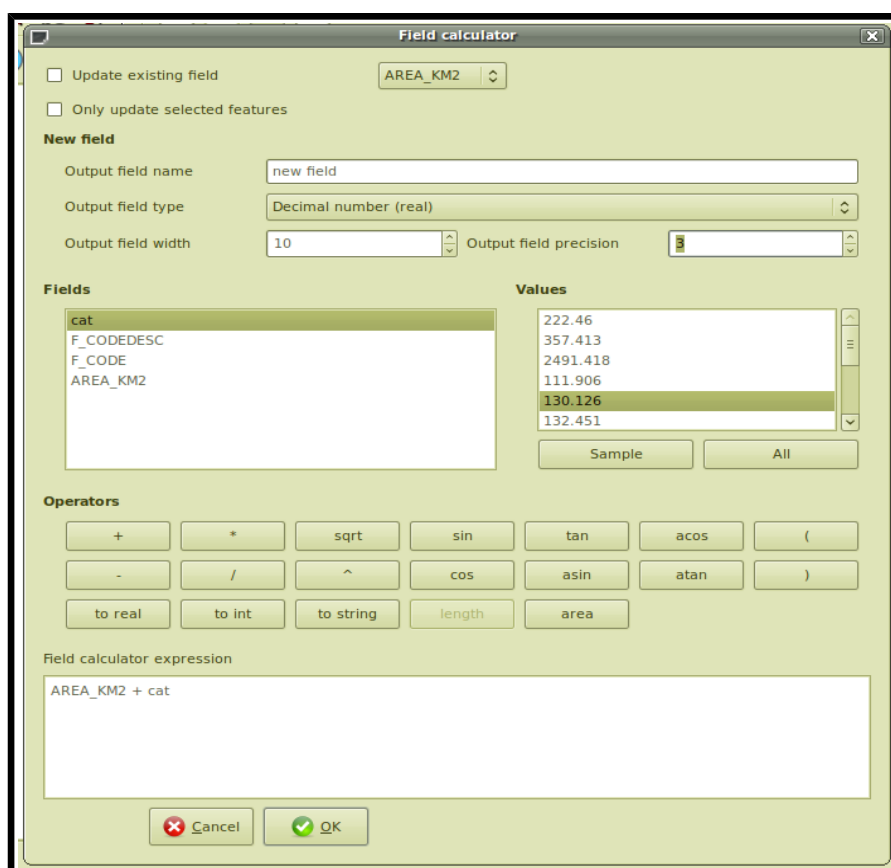 Field calculator
Update existing field AREA_KM2
Only update selected features
New field
Output field name new field
Output field type Decimal number (real)
Output field width 10 Output field precision 3
Fields Values
cat 222.46
F_CODEDESC 357.413
F_CODE 2491.418
AREA_KM2 111.906
130.126
132.451
Sample All
Operators
+ * sqrt sin tan acos (
- / ^ cos asin atan )
to real to int to string length area
Field calculator expression
AREA_KM2 + cat
Cancel OK